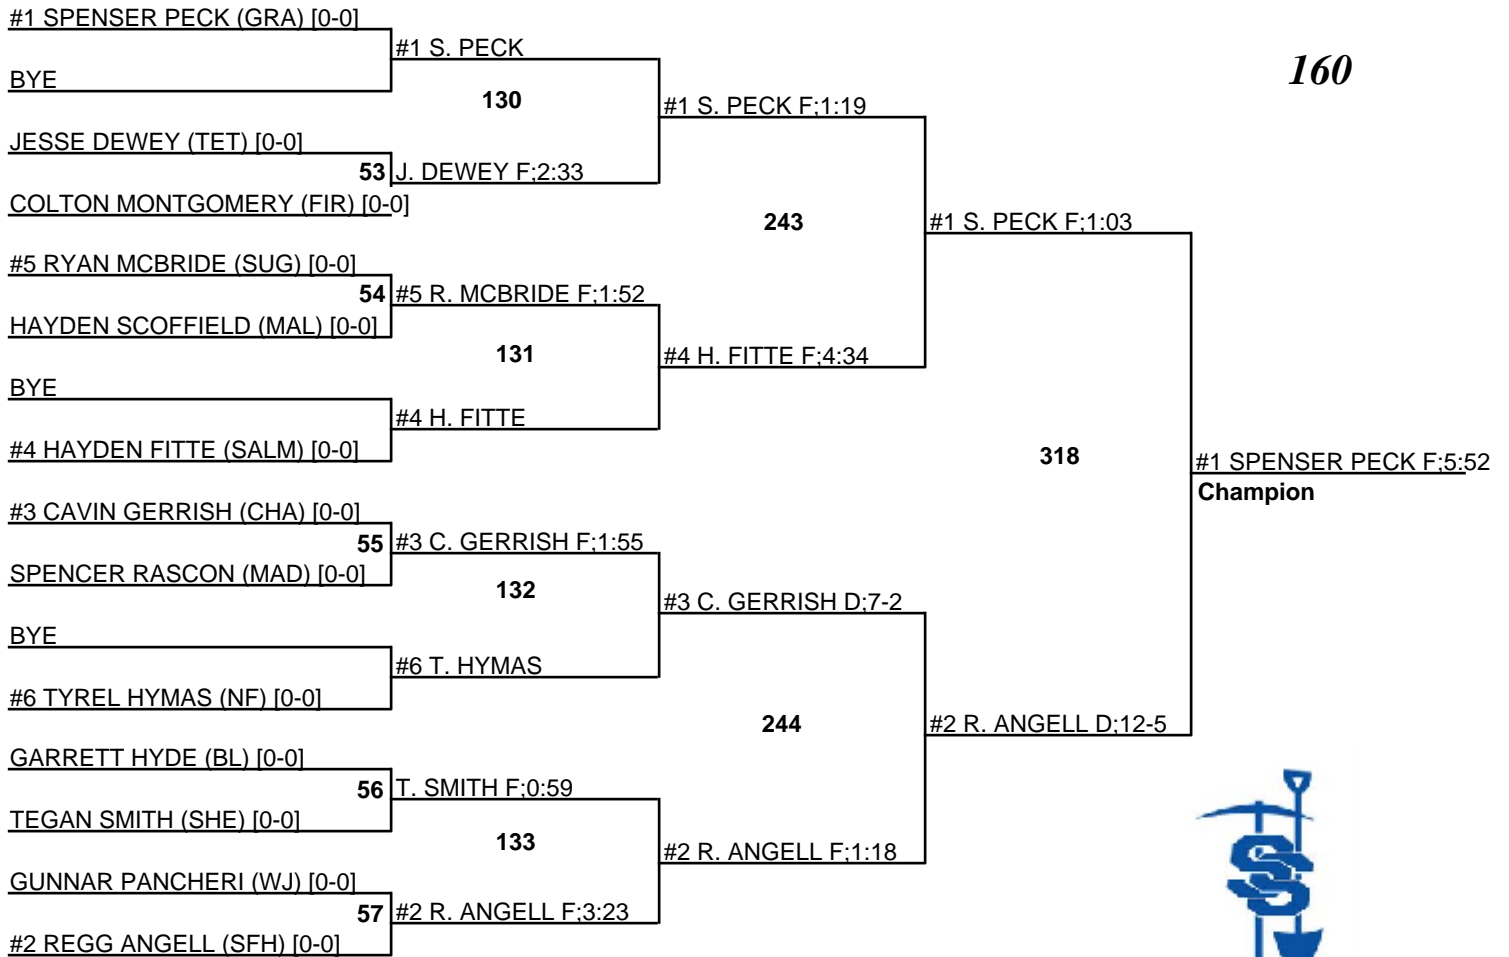 #1 SPENSER PECK (GRA) [0-0]
BYE
JESSE DEWEY (TET) [0-0]
COLTON MONTGOMERY (FIR) [0-0]
#5 RYAN MCBRIDE (SUG) [0-0]
HAYDEN SCOFFIELD (MAL) [0-0]
BYE
#4 HAYDEN FITTE (SALM) [0-0]
#3 CAVIN GERRISH (CHA) [0-0]
SPENCER RASCON (MAD) [0-0]
BYE
#6 TYREL HYMAS (NF) [0-0]
GARRETT HYDE (BL) [0-0]
TEGAN SMITH (SHE) [0-0]
GUNNAR PANCHERI (WJ) [0-0]
#2 REGG ANGELL (SFH) [0-0]
53
54
55
56
57
#1 S. PECK
J. DEWEY F;2:33
#5 R. MCBRIDE F;1:52
#4 H. FITTE
#3 C. GERRISH F;1:55
#6 T. HYMAS
T. SMITH F;0:59
#2 R. ANGELL F;3:23
130
131
132
133
#1 S. PECK F;1:19
#4 H. FITTE F;4:34
#3 C. GERRISH D;7-2
#2 R. ANGELL F;1:18
243
244
#1 S. PECK F;1:03
#2 R. ANGELL D;12-5
318
#1 SPENSER PECK F;5:52
Champion
160
SS